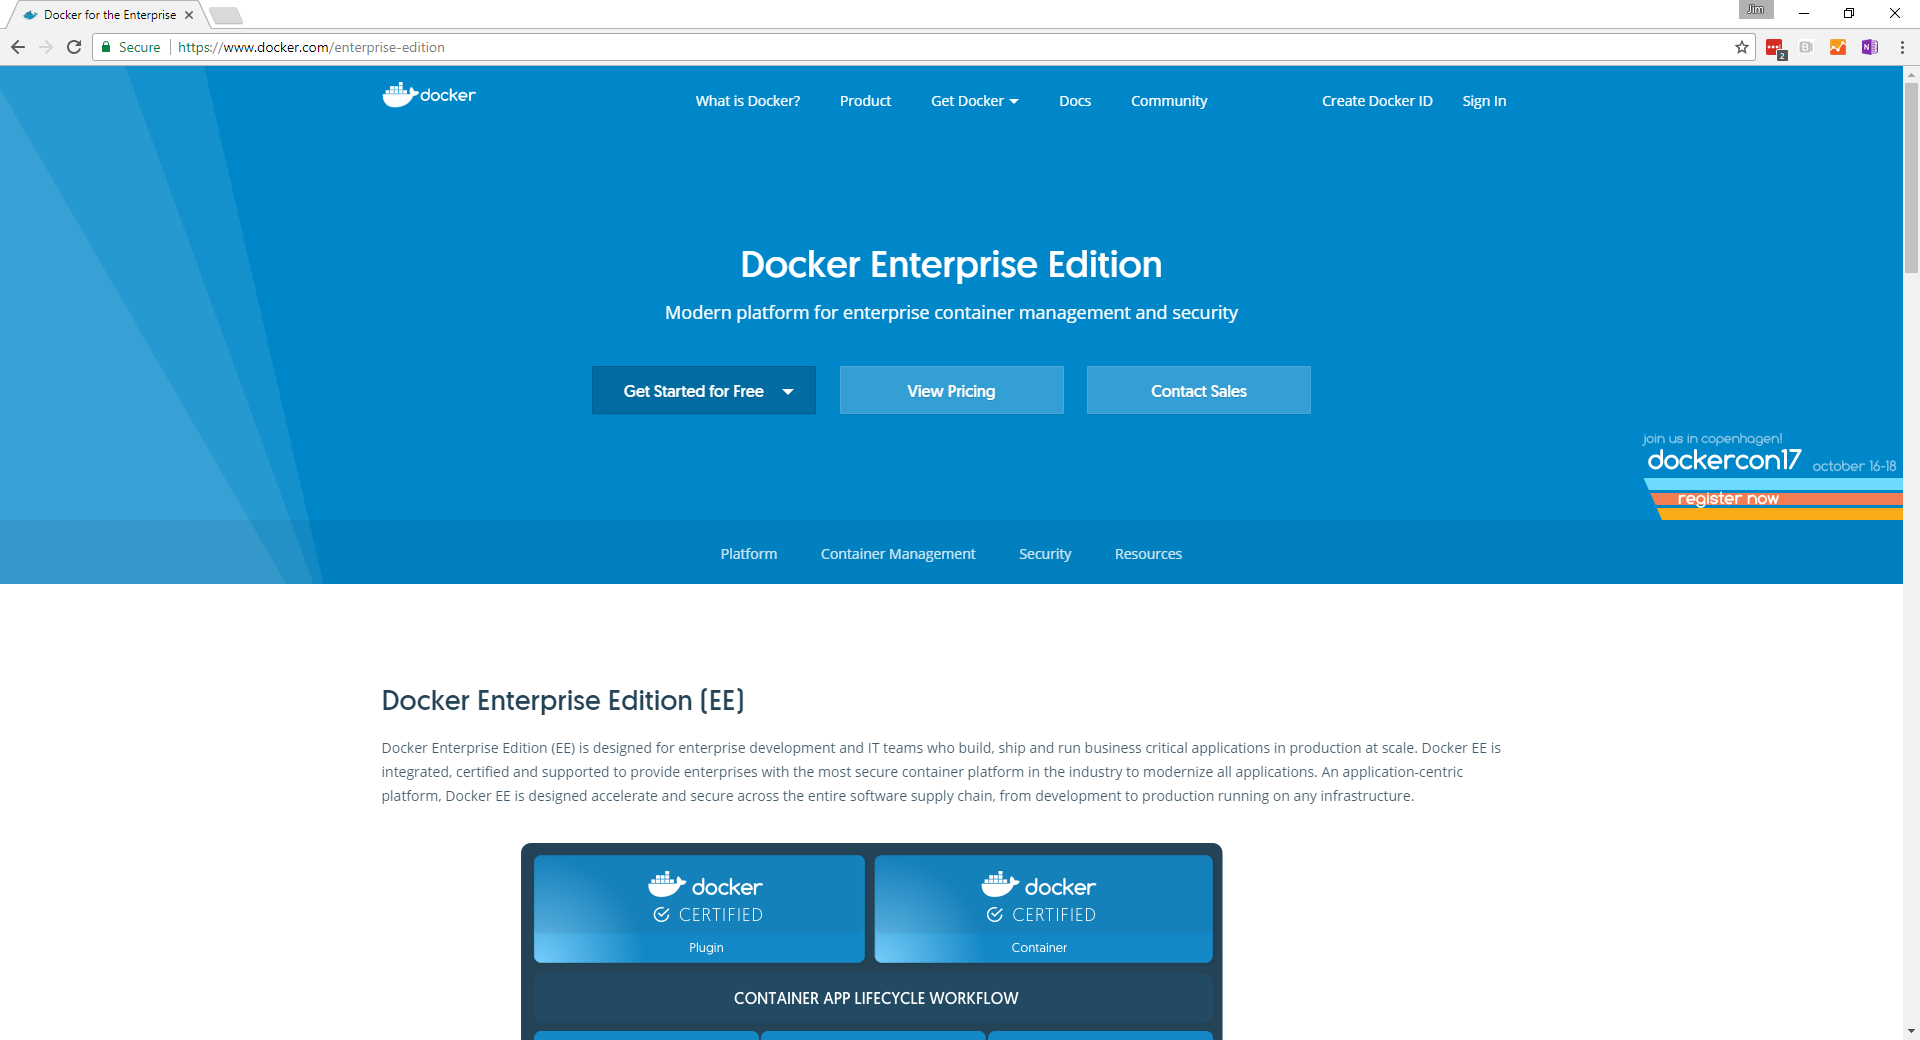 Docker for the Enterprise
Jim
Secure
https://www.docker.com/enterprise-edition
2
docker
What is Docker?
Product
Get Docker
Docs
Community
Create Docker ID
Sign In
Docker Enterprise Edition
Modern platform for enterprise container management and security
Get Started for Free
View Pricing
Contact Sales
join us in copenhagen!
dockercon17 october 16-18
register now
Platform
Container Management
Security
Resources
Docker Enterprise Edition (EE)
Docker Enterprise Edition (EE) is designed for enterprise development and IT teams who build, ship and run business critical applications in production at scale. Docker EE is
integrated, certified and supported to provide enterprises with the most secure container platform in the industry to modernize all applications. An application-centric
platform, Docker EE is designed accelerate and secure across the entire software supply chain, from development to production running on any infrastructure.
docker
CERTIFIED
Plugin
docker
CERTIFIED
Container
CONTAINER APP LIFECYCLE WORKFLOW